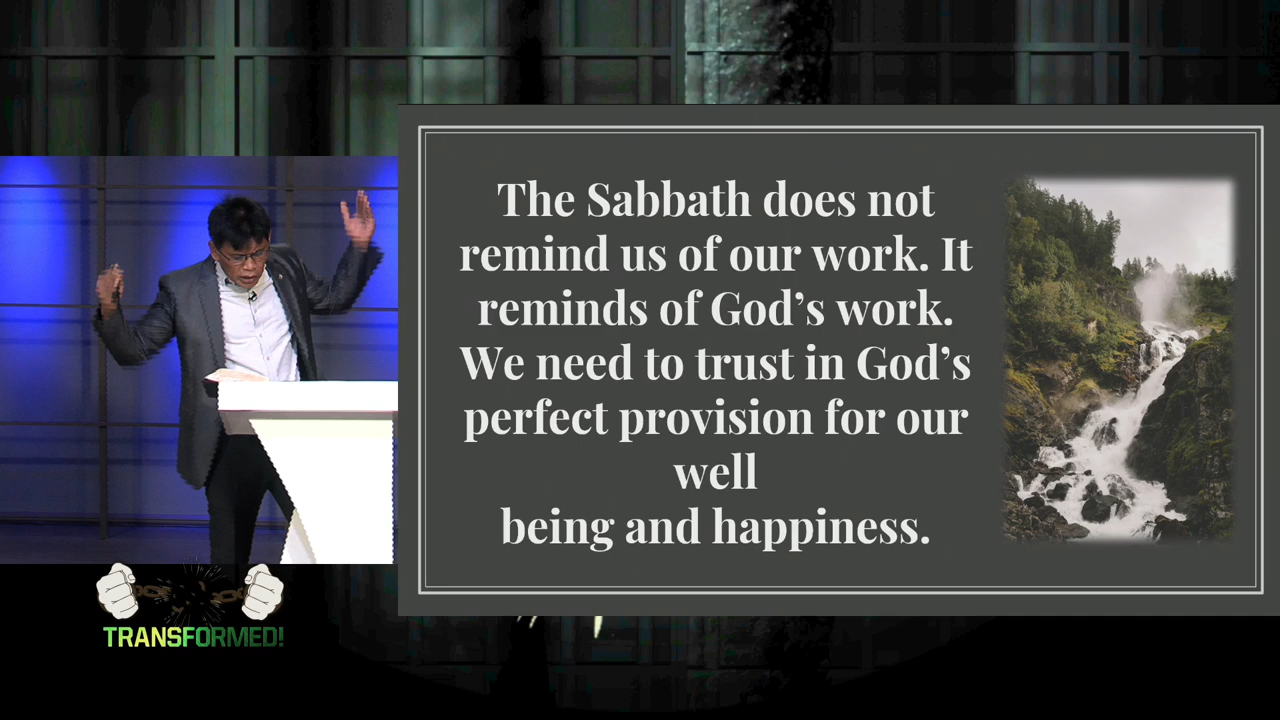 The Sabbath does not
remind us of our work. It
reminds of God’s work.
We need to trust in God’s
perfect provision for our
well
being and happiness.
TRANSFORMED!